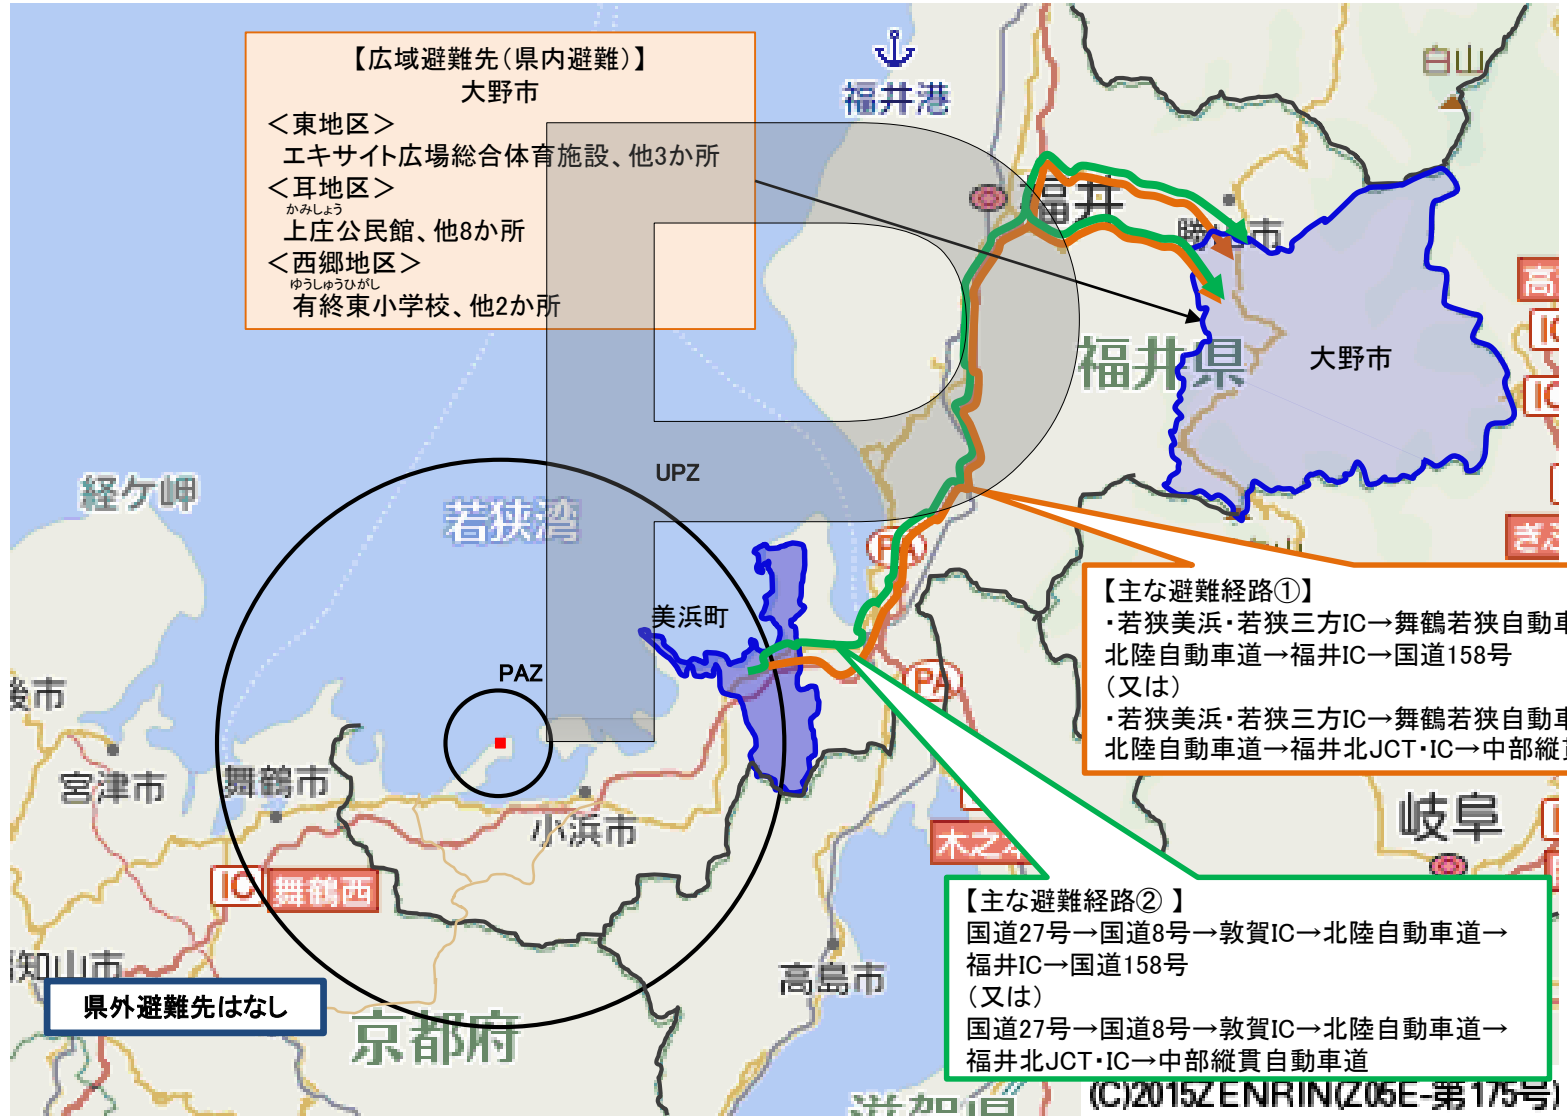 【広域避難先(県内避難)】
大野市
＜東地区＞
エキサイト広場総合体育施設、他3か所
＜耳地区＞
かみしょう
上庄公民館、他8か所
＜西郷地区＞
ゆうしゅうひがし
有終東小学校、他2か所
福井港
白山
福井
勝山市
福井県
大野市
高
IC
IC
経ケ岬
若狭湾
UPZ
PA
美浜町
PAZ
PA
宮津市
舞鶴市
小浜市
IC
舞鶴西
知山市
県外避難先はなし
京都府
高島市
木之本
岐阜
滋賀県
【主な避難経路①】
・若狭美浜・若狭三方IC→舞鶴若狭自動車
北陸自動車道→福井IC→国道158号
(又は)
・若狭美浜・若狭三方IC→舞鶴若狭自動車
北陸自動車道→福井北JCT・IC→中部縦貫
【主な避難経路② 】
国道27号→国道8号→敦賀IC→北陸自動車道→
福井IC→国道158号
(又は)
国道27号→国道8号→敦賀IC→北陸自動車道→
福井北JCT・IC→中部縦貫自動車道
(C)2015ZENRIN(Z05E-第175号)